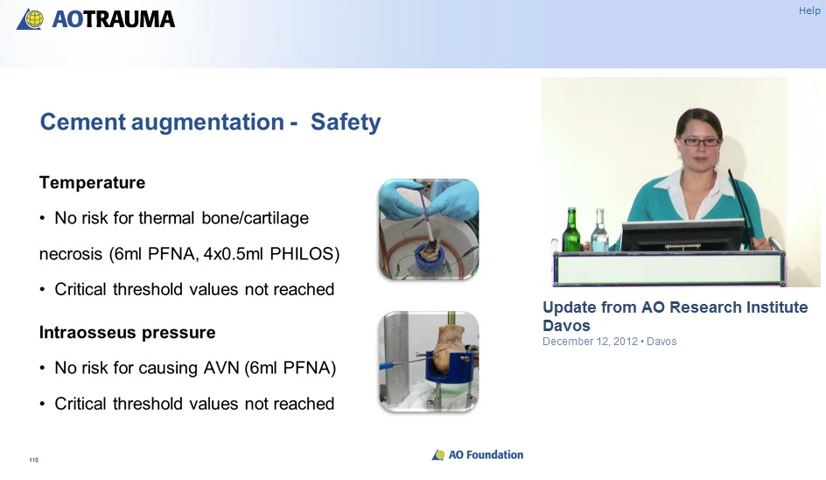 AOTRAUMA
Help
Cement augmentation - Safety
Temperature
• No risk for thermal bone/cartilage
necrosis (6ml PFNA, 4x0.5ml PHILOS)
• Critical threshold values not reached
Intraosseus pressure
• No risk for causing AVN (6ml PFNA)
• Critical threshold values not reached
110
AO Foundation
Update from AO Research Institute
Davos
December 12, 2012 • Davos